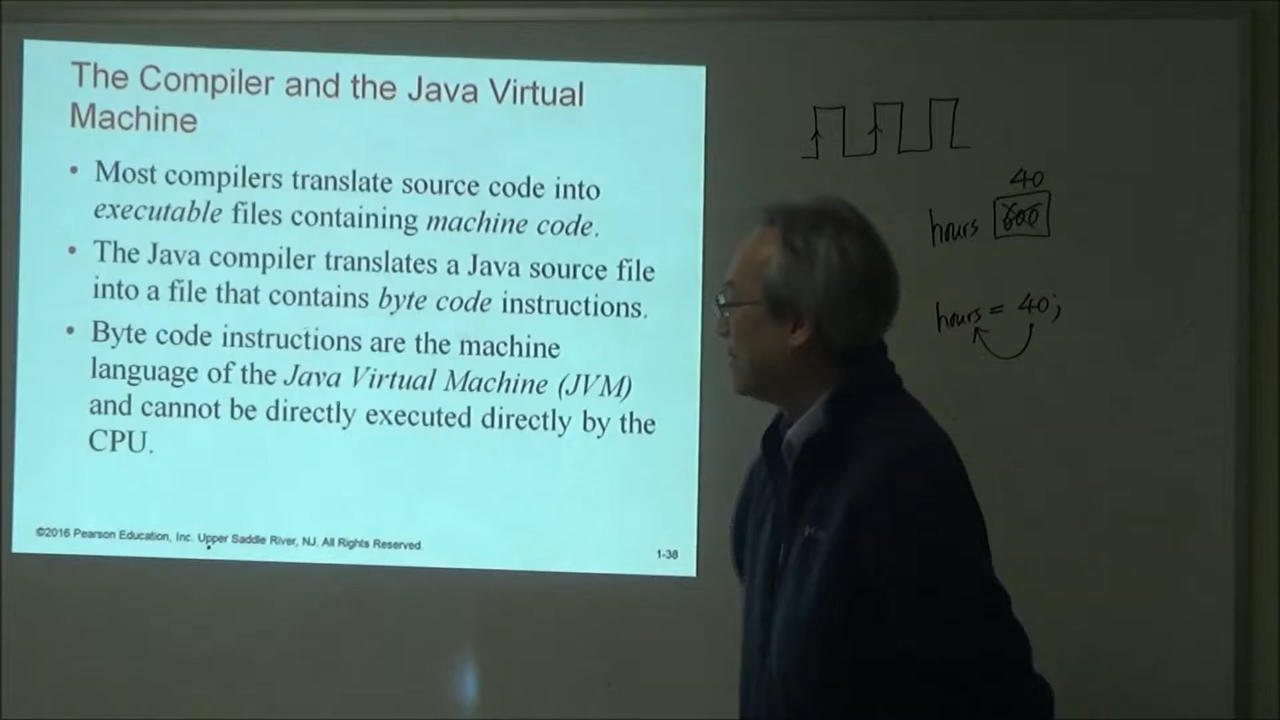 The Compiler and the Java Virtual
Machine
• Most compilers translate source code into
executable files containing machine code.
• The Java compiler translates a Java source file
into a file that contains byte code instructions.
• Byte code instructions are the machine
language of the Java Virtual Machine (JVM)
and cannot be directly executed directly by the
CPU.
©2016 Pearson Education, Inc. Upper Saddle River, NJ. All Rights Reserved.
1-38
40
hours
hours = 40;